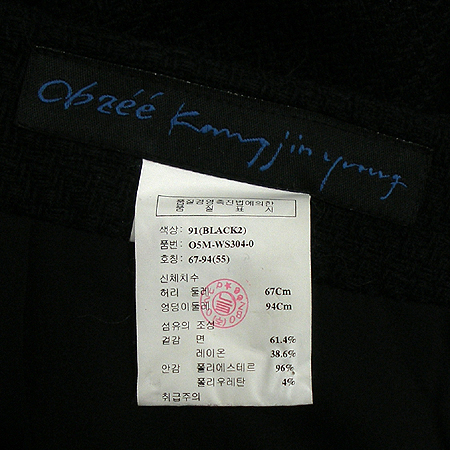 Obzéé Kangjinyoung
품질경영촉진법에의한
품 질 표 시
색상: 91(BLACK2)
품번: O5M-WS304-0
호칭: 67-94(55)
신체치수
허리 둘레 67Cm
엉덩이둘레 94Cm
섬유의 조성
겉감 면 61.4%
레이온 38.6%
안감 폴리에스테르 96%
폴리우레탄 4%
취급주의